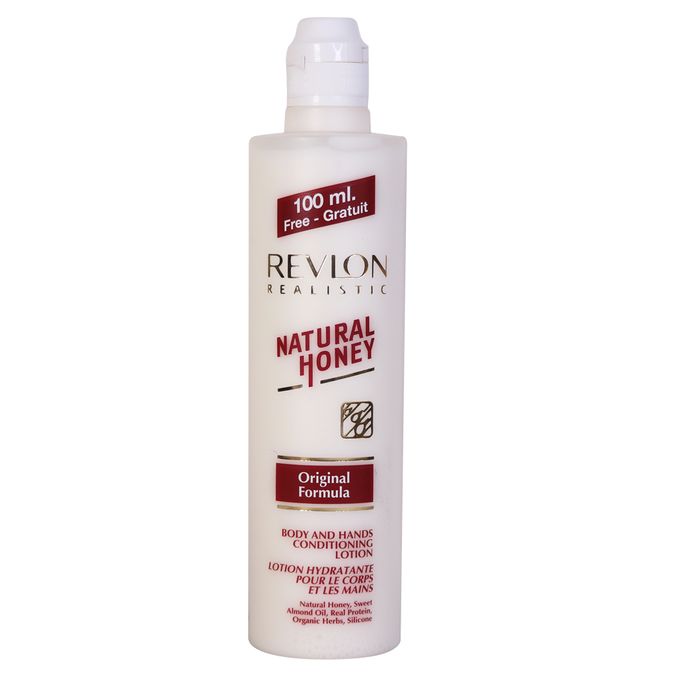 100 ml.
Free - Gratuit
REVLON
REALISTIC
NATURAL
HONEY
Original
Formula
BODY AND HANDS
CONDITIONING
LOTION
LOTION HYDRATANTE
POUR LE CORPS
ET LES MAINS
Natural Honey, Sweet
Almond Oil, Real Protein,
Organic Herbs, Silicone